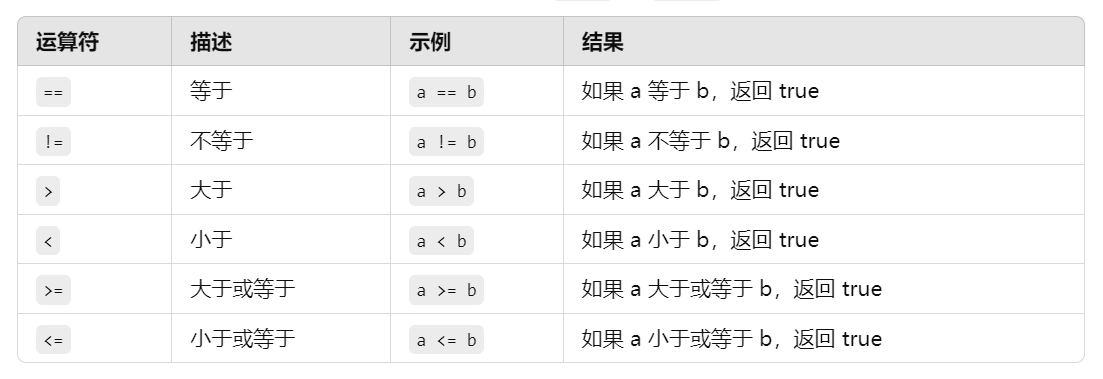 运算符 描述 示例 结果
== 等于 a == b 如果 a 等于 b，返回 true
!= 不等于 a != b 如果 a 不等于 b，返回 true
> 大于 a > b 如果 a 大于 b，返回 true
< 小于 a < b 如果 a 小于 b，返回 true
>= 大于或等于 a >= b 如果 a 大于或等于 b，返回 true
<= 小于或等于 a <= b 如果 a 小于或等于 b，返回 true